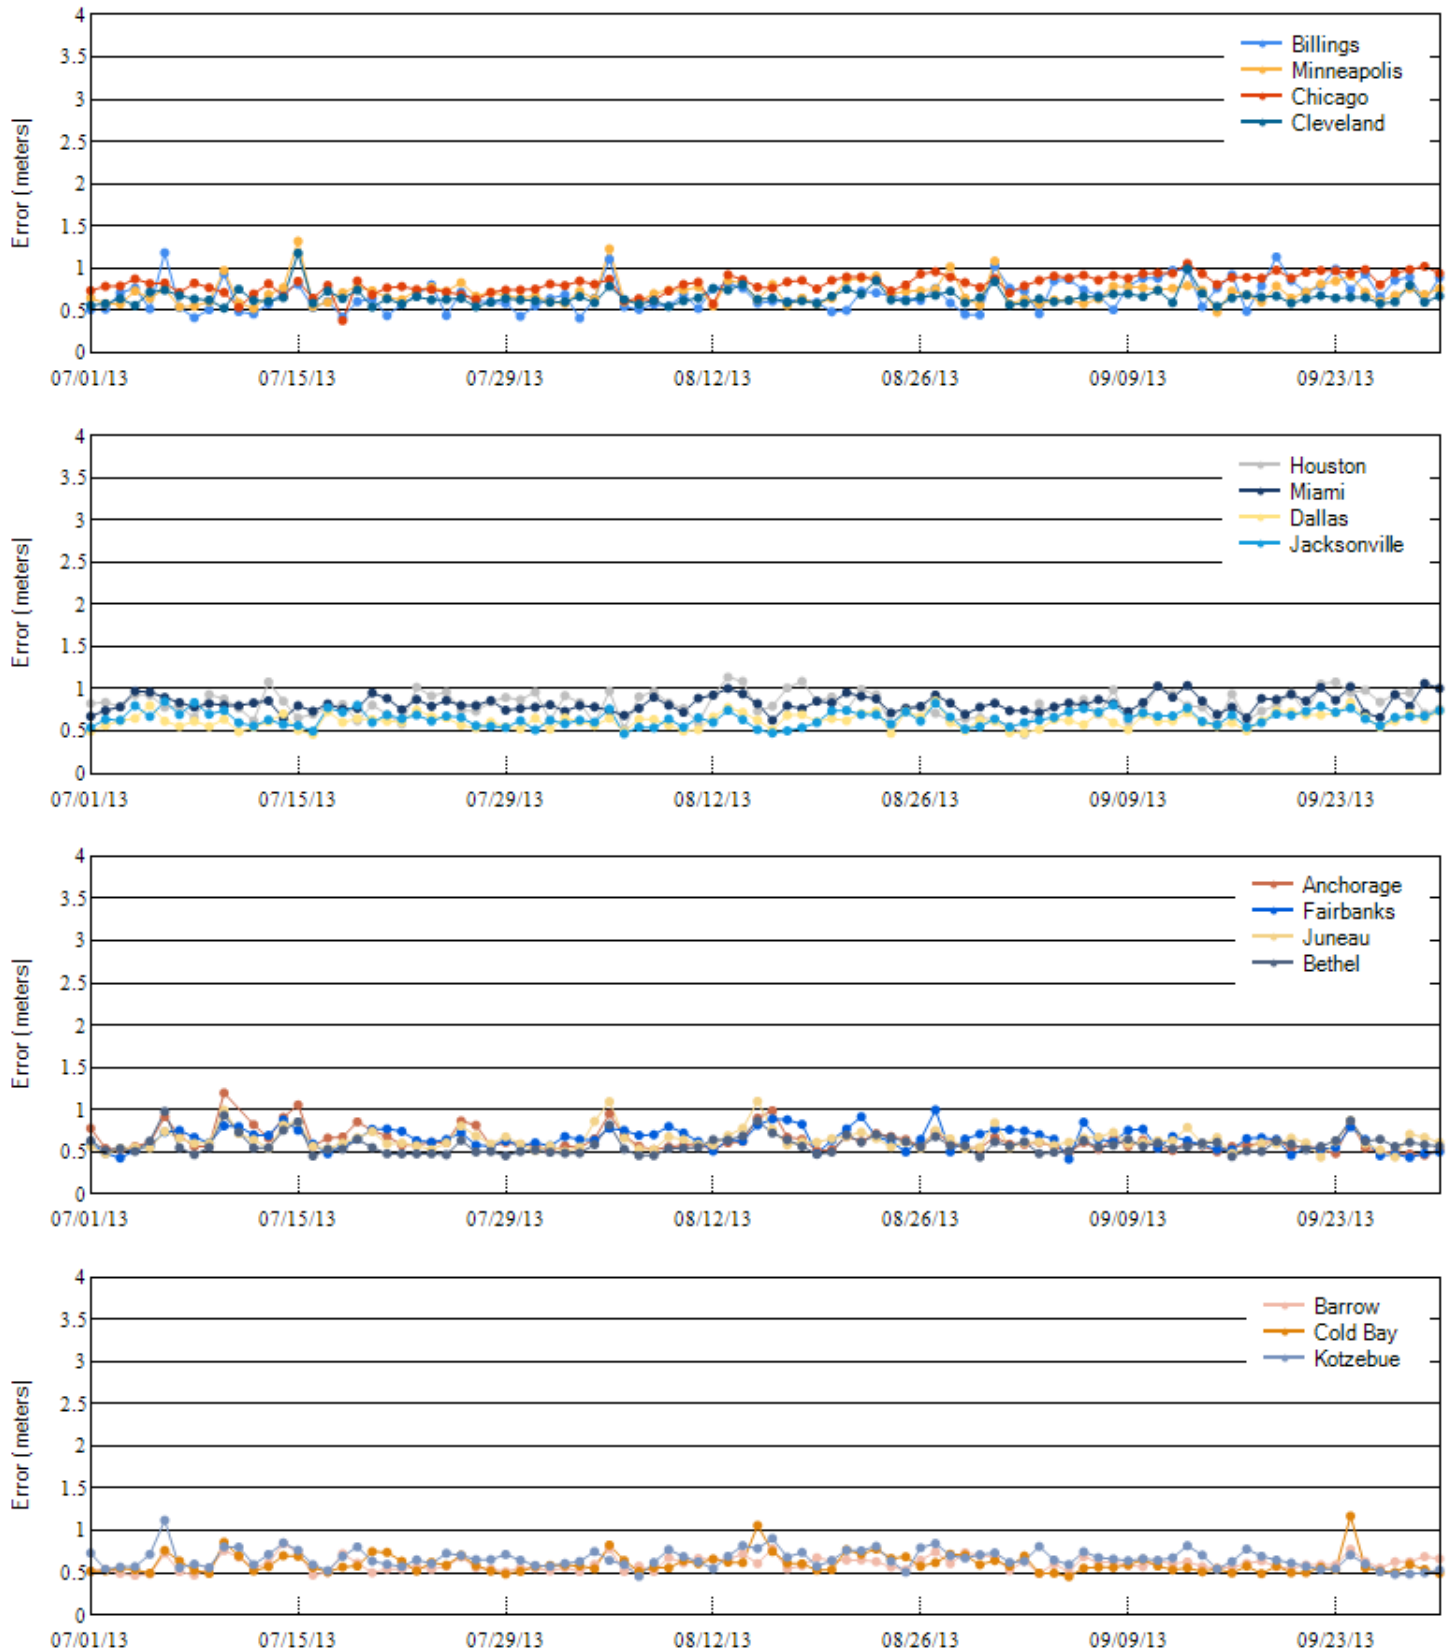 4
3.5
3
2.5
2
1.5
1
0.5
0
Error (meters)
Billings
Minneapolis
Chicago
Cleveland
07/01/13 07/15/13 07/29/13 08/12/13 08/26/13 09/09/13 09/23/13
4
3.5
3
2.5
2
1.5
1
0.5
0
Error (meters)
Houston
Miami
Dallas
Jacksonville
07/01/13 07/15/13 07/29/13 08/12/13 08/26/13 09/09/13 09/23/13
4
3.5
3
2.5
2
1.5
1
0.5
0
Error (meters)
Anchorage
Fairbanks
Juneau
Bethel
07/01/13 07/15/13 07/29/13 08/12/13 08/26/13 09/09/13 09/23/13
4
3.5
3
2.5
2
1.5
1
0.5
0
Error (meters)
Barrow
Cold Bay
Kotzebue
07/01/13 07/15/13 07/29/13 08/12/13 08/26/13 09/09/13 09/23/13